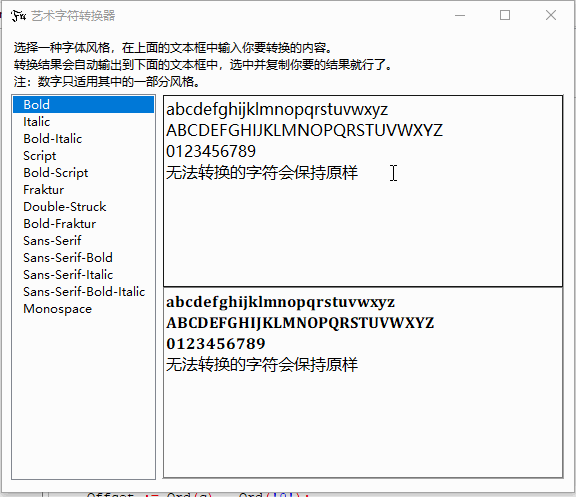 艺术字符转换器
选择一种字体风格，在上面的文本框中输入你要转换的内容。
转换结果会自动输出到下面的文本框中，选中并复制你要的结果就行了。
注：数字只适用其中的一部分风格。
Bold
Italic
Bold-Italic
Script
Bold-Script
Fraktur
Double-Struck
Bold-Fraktur
Sans-Serif
Sans-Serif-Bold
Sans-Serif-Italic
Sans-Serif-Bold-Italic
Monospace
abcdefghijklmnopqrstuvwxyz
ABCDEFGHIJKLMNOPQRSTUVWXYZ
0123456789
无法转换的字符会保持原样
𝐚𝐛𝐜𝐝𝐞𝐟𝐠𝐡𝐢𝐣𝐤𝐥𝐦𝐧𝐨𝐩𝐪𝐫𝐬𝐭𝐮𝐯𝐰𝐱𝐲𝐳
𝐀𝐁𝐂𝐃𝐄𝐅𝐆𝐇𝐈𝐉𝐊𝐋𝐌𝐍𝐎𝐏𝐐𝐑𝐒𝐓𝐔𝐕𝐖𝐗𝐘𝐙
𝟎𝟏𝟐𝟑𝟒𝟓𝟔𝟕𝟖𝟗
无法转换的字符会保持原样